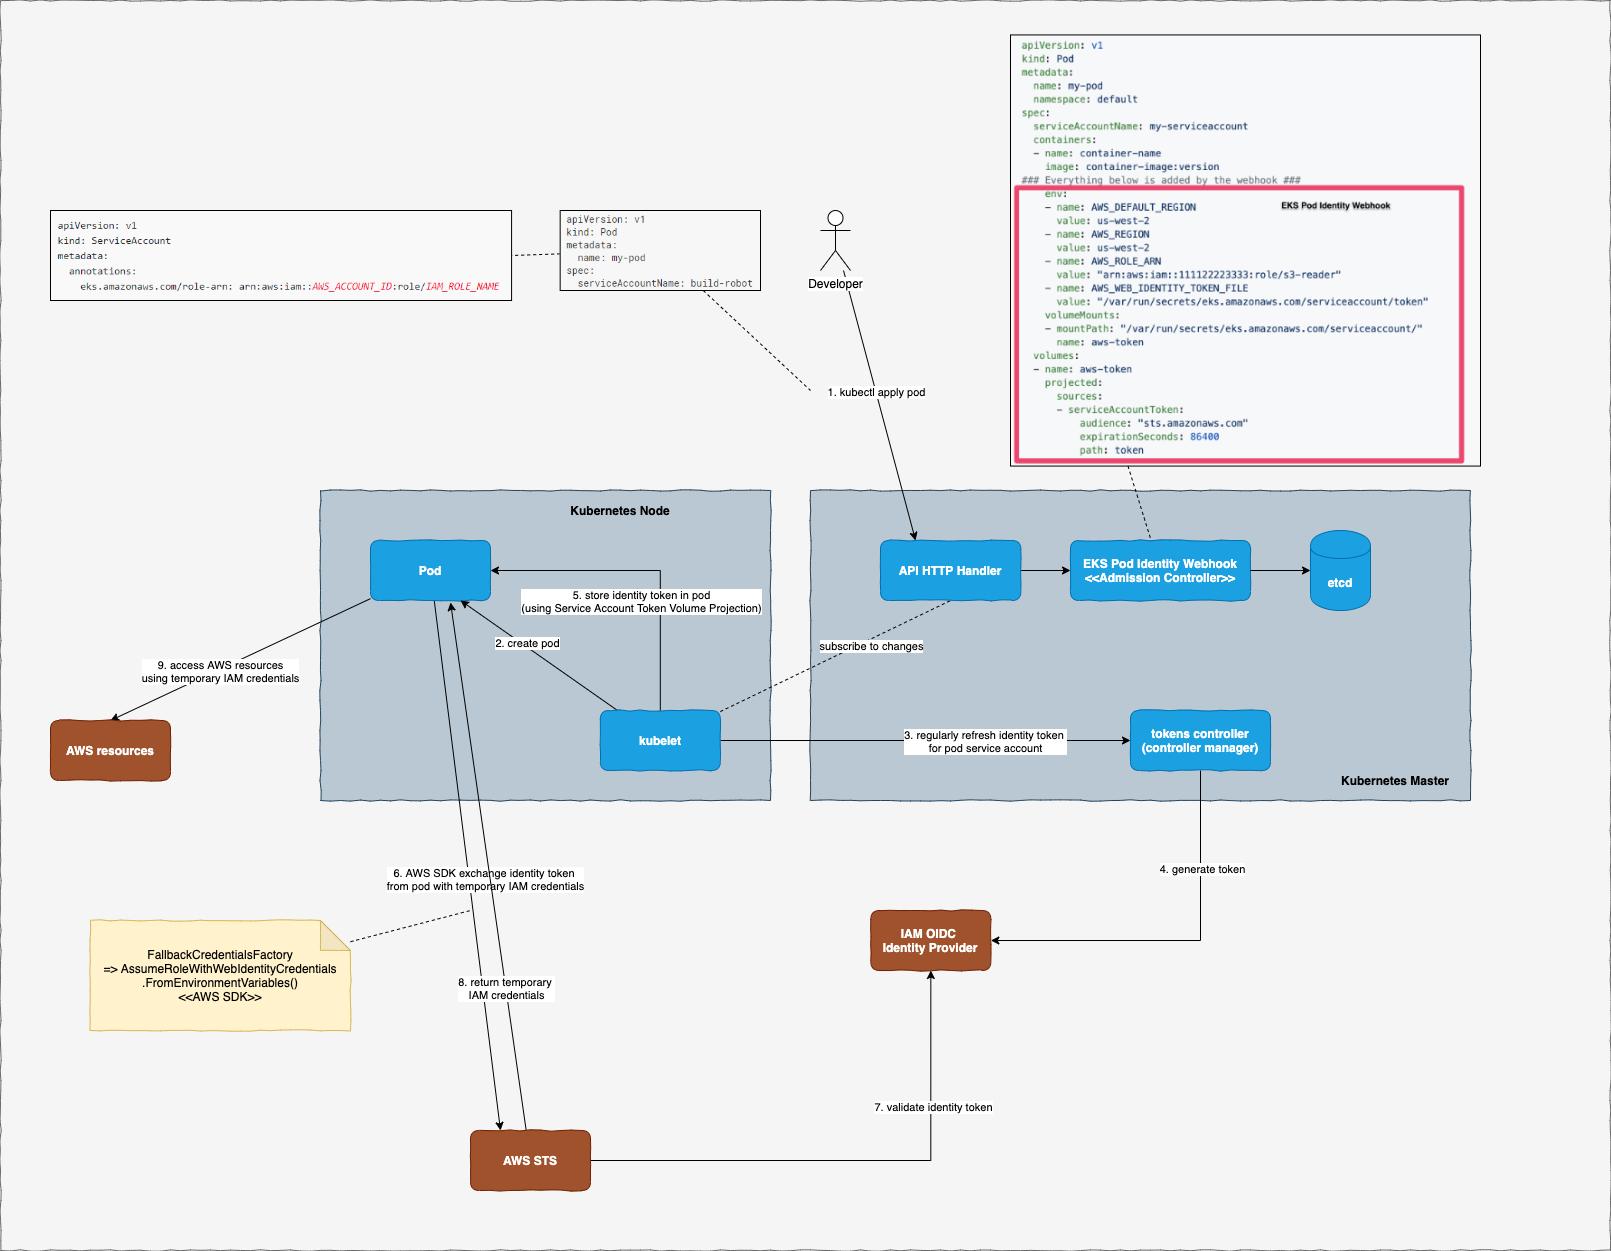 apiVersion: v1
kind: Pod
metadata:
  name: my-pod
  namespace: default
spec:
  serviceAccountName: my-serviceaccount
  containers:
  - name: container-name
    image: container-image:version
### Everything below is added by the webhook ###
    env:
    - name: AWS_DEFAULT_REGION
      value: us-west-2
    - name: AWS_REGION
      value: us-west-2
    - name: AWS_ROLE_ARN
      value: "arn:aws:iam::111122223333:role/s3-reader"
    - name: AWS_WEB_IDENTITY_TOKEN_FILE
      value: "/var/run/secrets/eks.amazonaws.com/serviceaccount/token"
    volumeMounts:
    - mountPath: "/var/run/secrets/eks.amazonaws.com/serviceaccount/"
      name: aws-token
  volumes:
  - name: aws-token
    projected:
      sources:
      - serviceAccountToken:
          audience: "sts.amazonaws.com"
          expirationSeconds: 86400
          path: token
EKS Pod Identity Webhook
apiVersion: v1
kind: ServiceAccount
metadata:
  annotations:
    eks.amazonaws.com/role-arn: arn:aws:iam::AWS_ACCOUNT_ID:role/IAM_ROLE_NAME
apiVersion: v1
kind: Pod
metadata:
  name: my-pod
spec:
  serviceAccountName: build-robot
Developer
1. kubectl apply pod
Kubernetes Node
Pod
5. store identity token in pod
(using Service Account Token Volume Projection)
2. create pod
kubelet
API HTTP Handler
EKS Pod Identity Webhook
<<Admission Controller>>
etcd
subscribe to changes
3. regularly refresh identity token
for pod service account
tokens controller
(controller manager)
Kubernetes Master
9. access AWS resources
using temporary IAM credentials
AWS resources
4. generate token
6. AWS SDK exchange identity token
from pod with temporary IAM credentials
FallbackCredentialsFactory
=> AssumeRoleWithWebIdentityCredentials
.FromEnvironmentVariables()
<<AWS SDK>>
IAM OIDC
Identity Provider
8. return temporary
IAM credentials
7. validate identity token
AWS STS